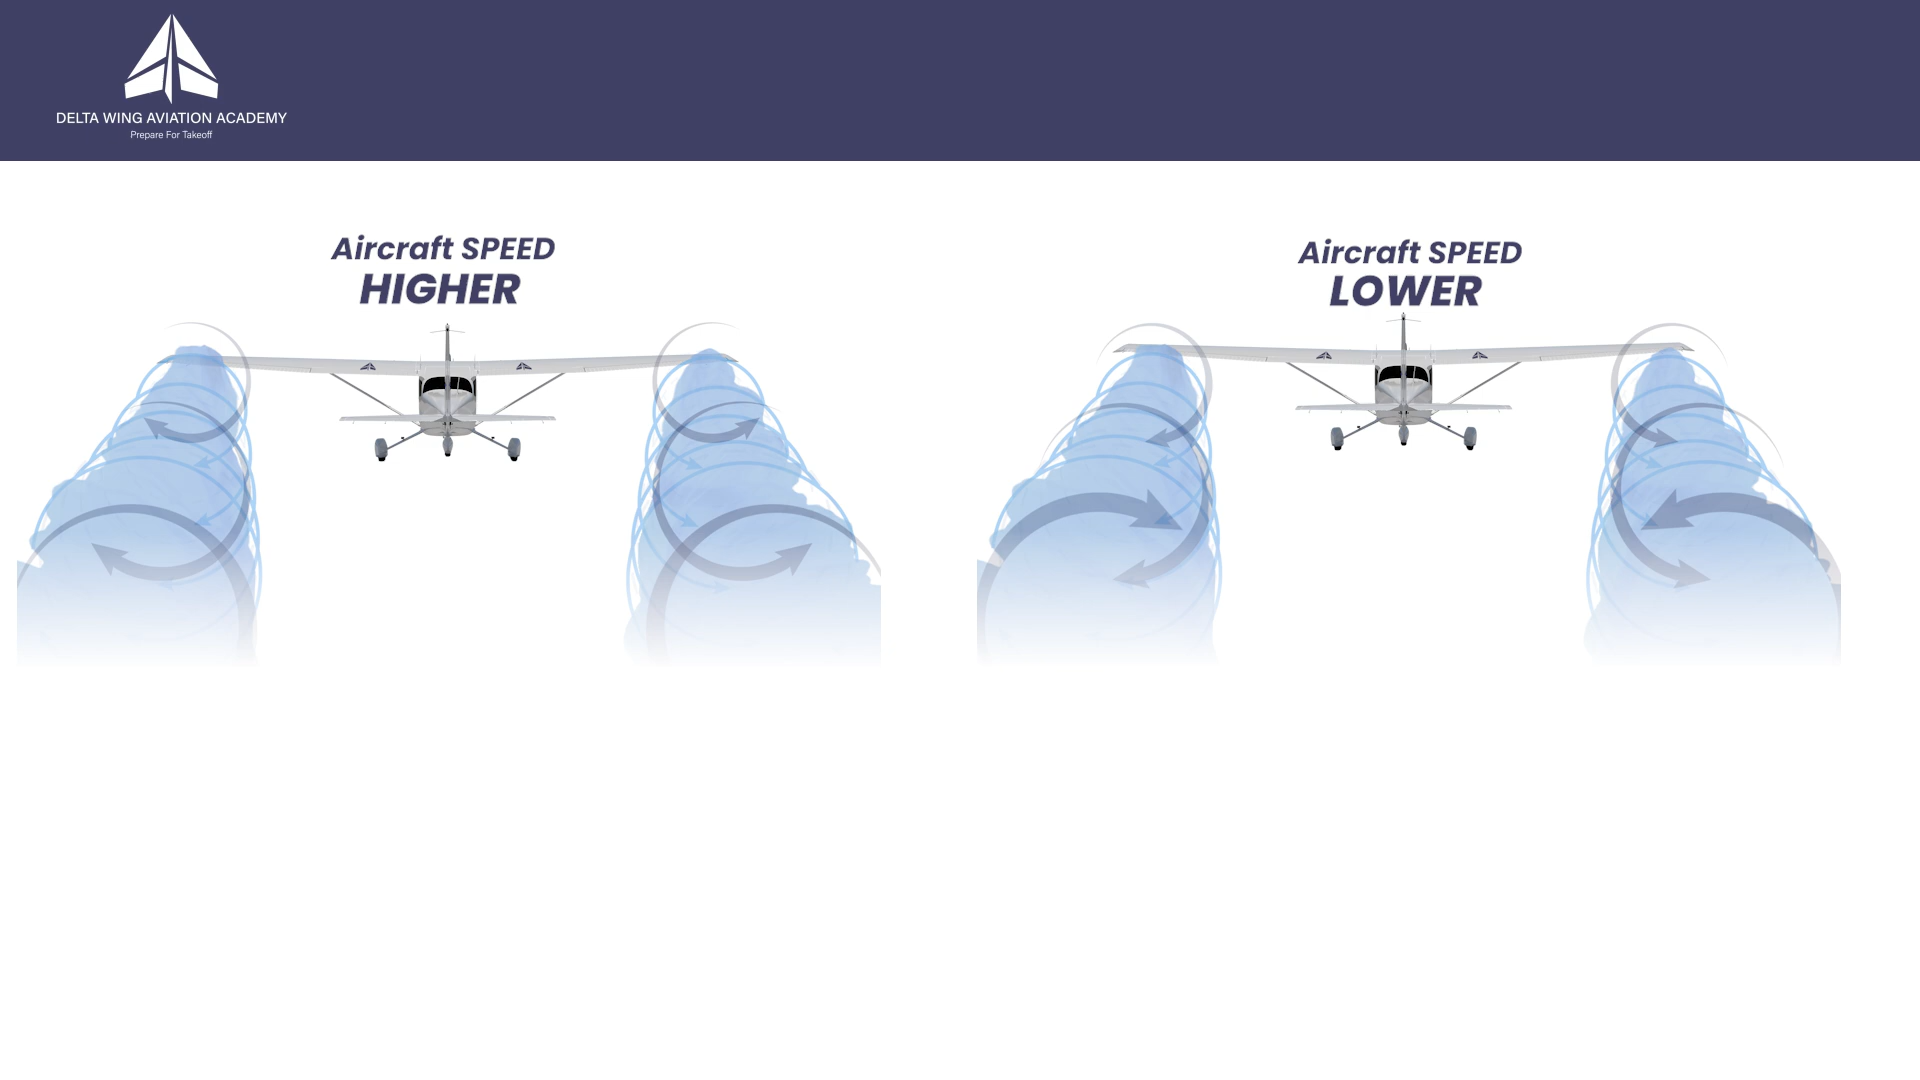 DELTA WING AVIATION ACADEMY
Prepare For Takeoff
Aircraft SPEED
HIGHER
Aircraft SPEED
LOWER